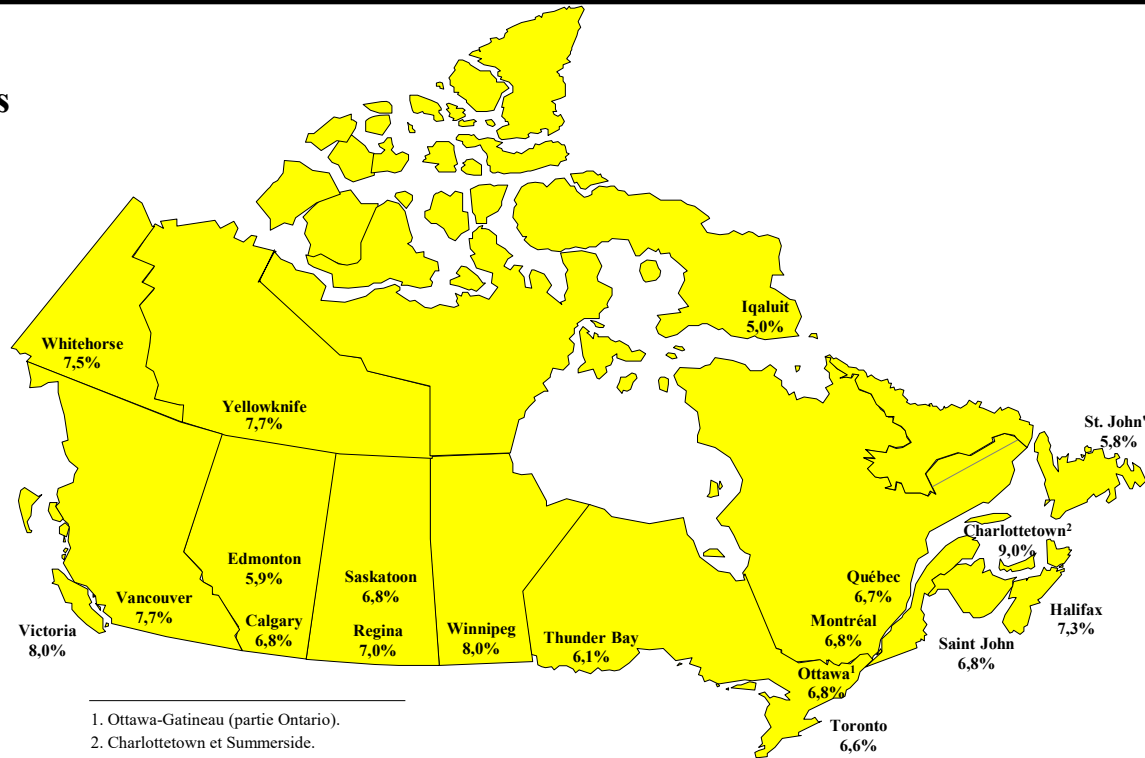 s
Iqaluit
5,0%
Whitehorse
7,5%
Yellowknife
7,7%
St. John'
5,8%
Charlottetown²
9,0%
Edmonton
5,9%
Saskatoon
6,8%
Québec
6,7%
Vancouver
7,7%
Calgary
6,8%
Regina
7,0%
Winnipeg
8,0%
Thunder Bay
6,1%
Montréal
6,8%
Halifax
7,3%
Victoria
8,0%
Saint John
6,8%
Ottawa¹
6,8%
Toronto
6,6%
1. Ottawa-Gatineau (partie Ontario).
2. Charlottetown et Summerside.